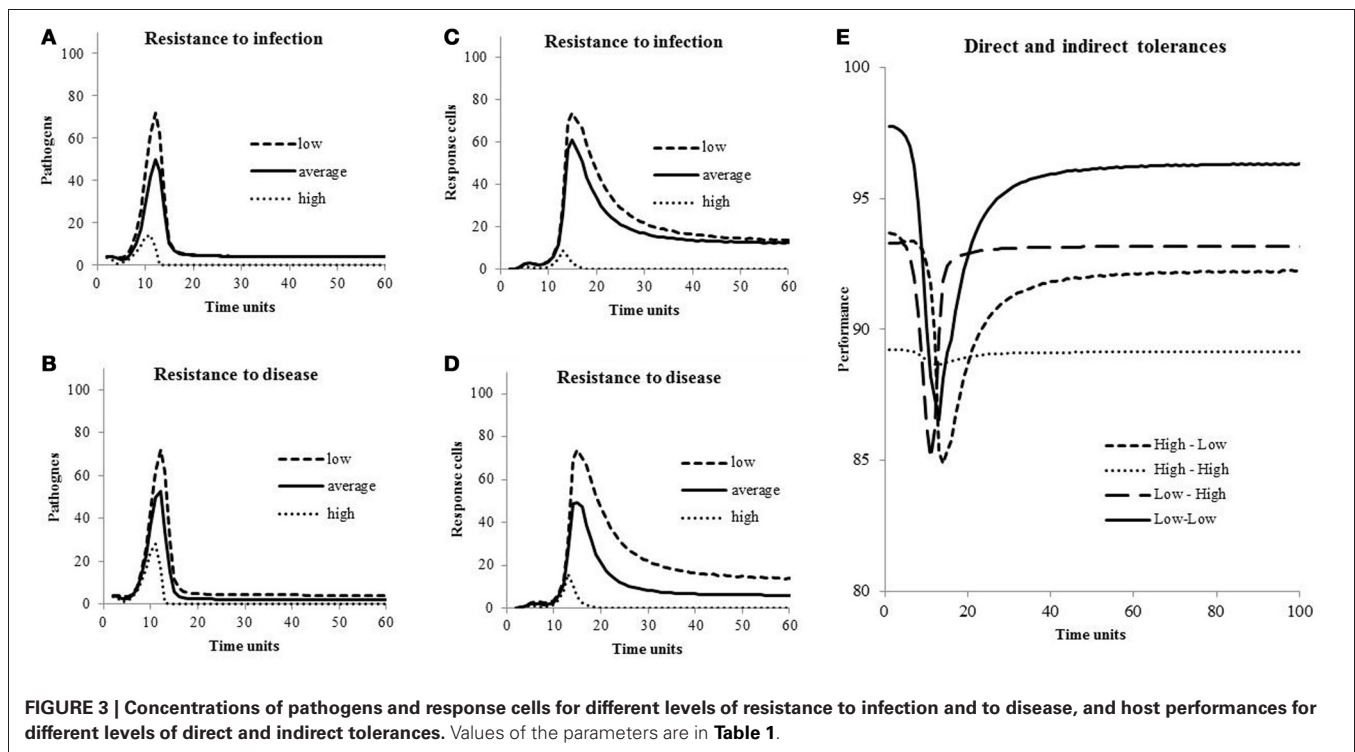 A
Resistance to infection
100
80
60
40
20
0
Pathogens
low
average
high
0 10 20 30 40 50 60
Time units
B
Resistance to disease
100
80
60
40
20
0
Pathognes
low
average
high
0 10 20 30 40 50 60
Time units
C
Resistance to infection
100
80
60
40
20
0
Response cells
low
average
high
0 10 20 30 40 50 60
Time units
D
Resistance to disease
100
80
60
40
20
0
Response cells
low
average
high
0 10 20 30 40 50 60
Time units
E
Direct and indirect tolerances
100
95
90
85
80
Performance
High - Low
High - High
Low - High
Low-Low
0 20 40 60 80 100
Time units
FIGURE 3 | Concentrations of pathogens and response cells for different levels of resistance to infection and to disease, and host performances for
different levels of direct and indirect tolerances. Values of the parameters are in Table 1.